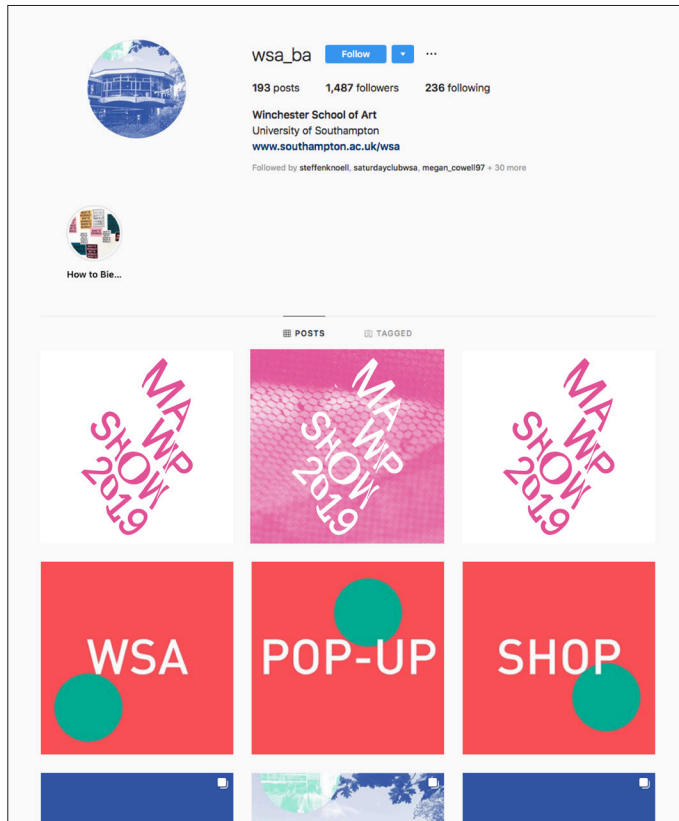 wsa_ba Follow ...
193 posts 1,487 followers 236 following
Winchester School of Art
University of Southampton
www.southampton.ac.uk/wsa
Followed by steffenknoell, saturdayclubwsa, megan_cowell97 + 30 more
How to Bie...
POSTS TAGGED
MA
WP
SHOW
2019
MA
WP
SHOW
2019
MA
WP
SHOW
2019
WSA
POP-UP
SHOP